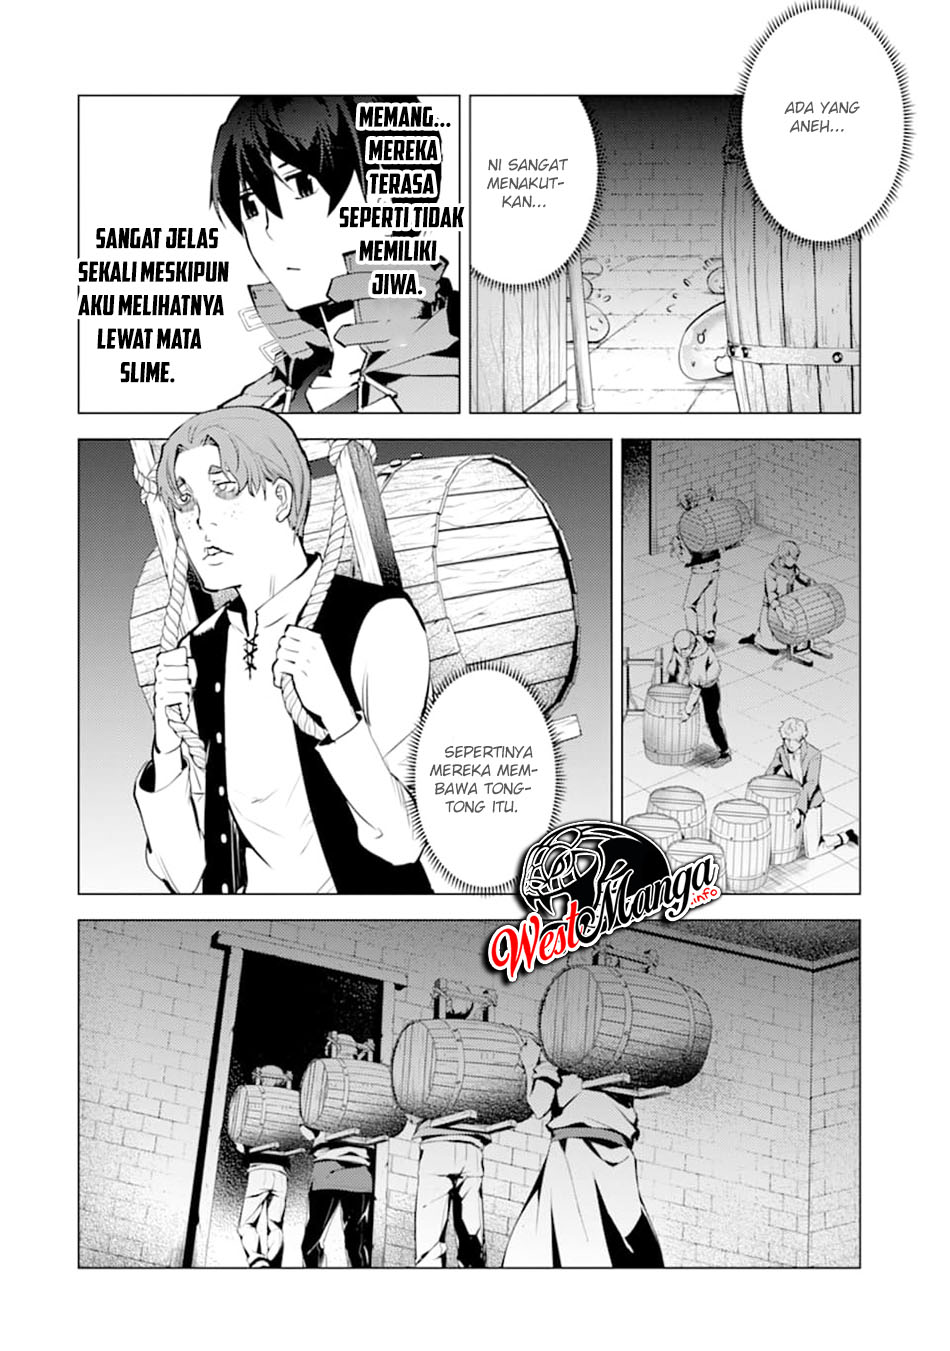 ADA YANG
ANEH...
NI SANGAT
MENAKUT-
KAN...
MEMANG...
MEREKA
TERASA
SEPERTI TIDAK
MEMILIKI
JIWA.
SANGAT JELAS
SEKALI MESKIPUN
AKU MELIHATNYA
LEWAT MATA
SLIME.
SEPERTINYA
MEREKA MEM-
BAWA TONG-
TONG ITU.
WestManga
.info